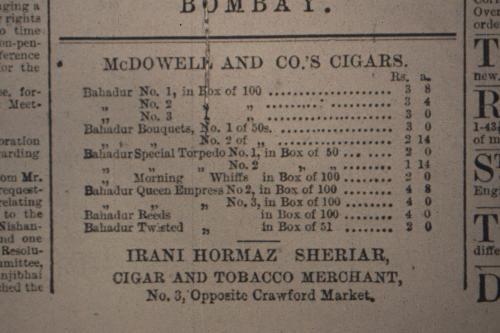 BOMBAY.
McDOWELL AND CO.'S CIGARS.
Rs. a.
Bahadur No. 1, in Box of 100 ................... 3 8
„ No. 2 „ ................... 3 4
„ No. 3 „ ................... 3 0
Bahadur Bouquets, No. 1 of 50s. ................... 3 0
„ „ No. 2 of „ ................... 2 14
Bahadur Special Torpedo No. 1, in Box of 50 ... ...... 2 0
„ „ No. 2 „ ...... 1 14
„ Morning Whiffs in Box of 100 ......... 2 0
Bahadur Queen Empress No 2, in Box of 100 ......... 4 8
„ „ „ No. 3, in Box of 100 ......... 4 0
Bahadur Reeds in Box of 100 ......... 4 0
Bahadur Twisted „ in Box of 51 ......... 2 0
IRANI HORMAZ SHERIAR,
CIGAR AND TOBACCO MERCHANT,
No. 3, Opposite Crawford Market.